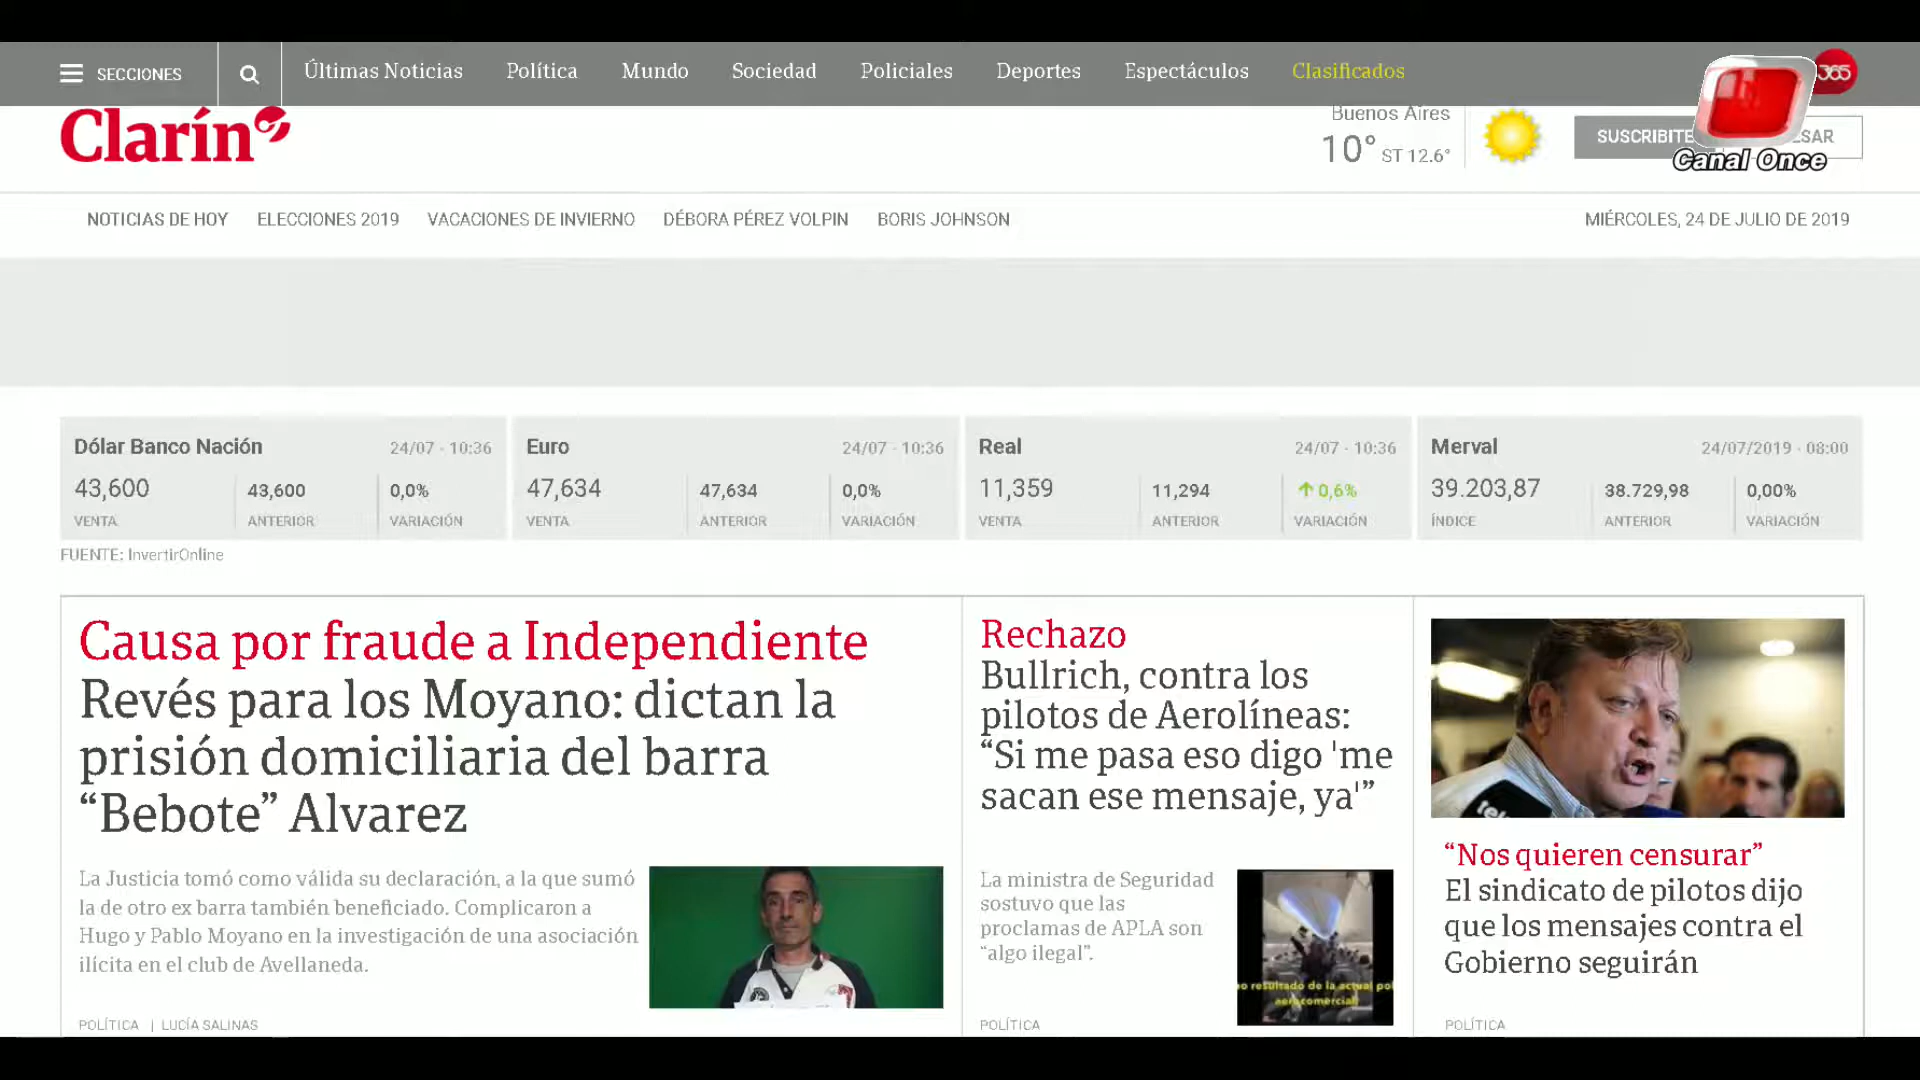 SECCIONES
Últimas Noticias Política Mundo Sociedad Policiales Deportes Espectáculos Clasificados
365
Clarín
Buenos Aires
10° ST 12.6°
SUSCRIBITE
Canal Once
NOTICIAS DE HOY ELECCIONES 2019 VACACIONES DE INVIERNO DÉBORA PÉREZ VOLPIN BORIS JOHNSON
MIÉRCOLES, 24 DE JULIO DE 2019
Dólar Banco Nación 24/07 - 10:36
43,600 43,600 0,0%
VENTA ANTERIOR VARIACIÓN
Euro 24/07 - 10:36
47,634 47,634 0,0%
VENTA ANTERIOR VARIACIÓN
Real 24/07 - 10:36
11,359 11,294 0,6%
VENTA ANTERIOR VARIACIÓN
Merval 24/07/2019 - 08:00
39.203,87 38.729,98 0,00%
ÍNDICE ANTERIOR VARIACIÓN
FUENTE: InvertirOnline
Causa por fraude a Independiente
Revés para los Moyano: dictan la
prisión domiciliaria del barra
“Bebote” Alvarez
La Justicia tomó como válida su declaración, a la que sumó
la de otro ex barra también beneficiado. Complicaron a
Hugo y Pablo Moyano en la investigación de una asociación
ilícita en el club de Avellaneda.
POLÍTICA | LUCÍA SALINAS
Rechazo
Bullrich, contra los
pilotos de Aerolíneas:
“Si me pasa eso digo 'me
sacan ese mensaje, ya'”
La ministra de Seguridad
sostuvo que las
proclamas de APLA son
“algo ilegal”.
resultado de la actual
aerocomercial
POLÍTICA
“Nos quieren censurar”
El sindicato de pilotos dijo
que los mensajes contra el
Gobierno seguirán
POLÍTICA